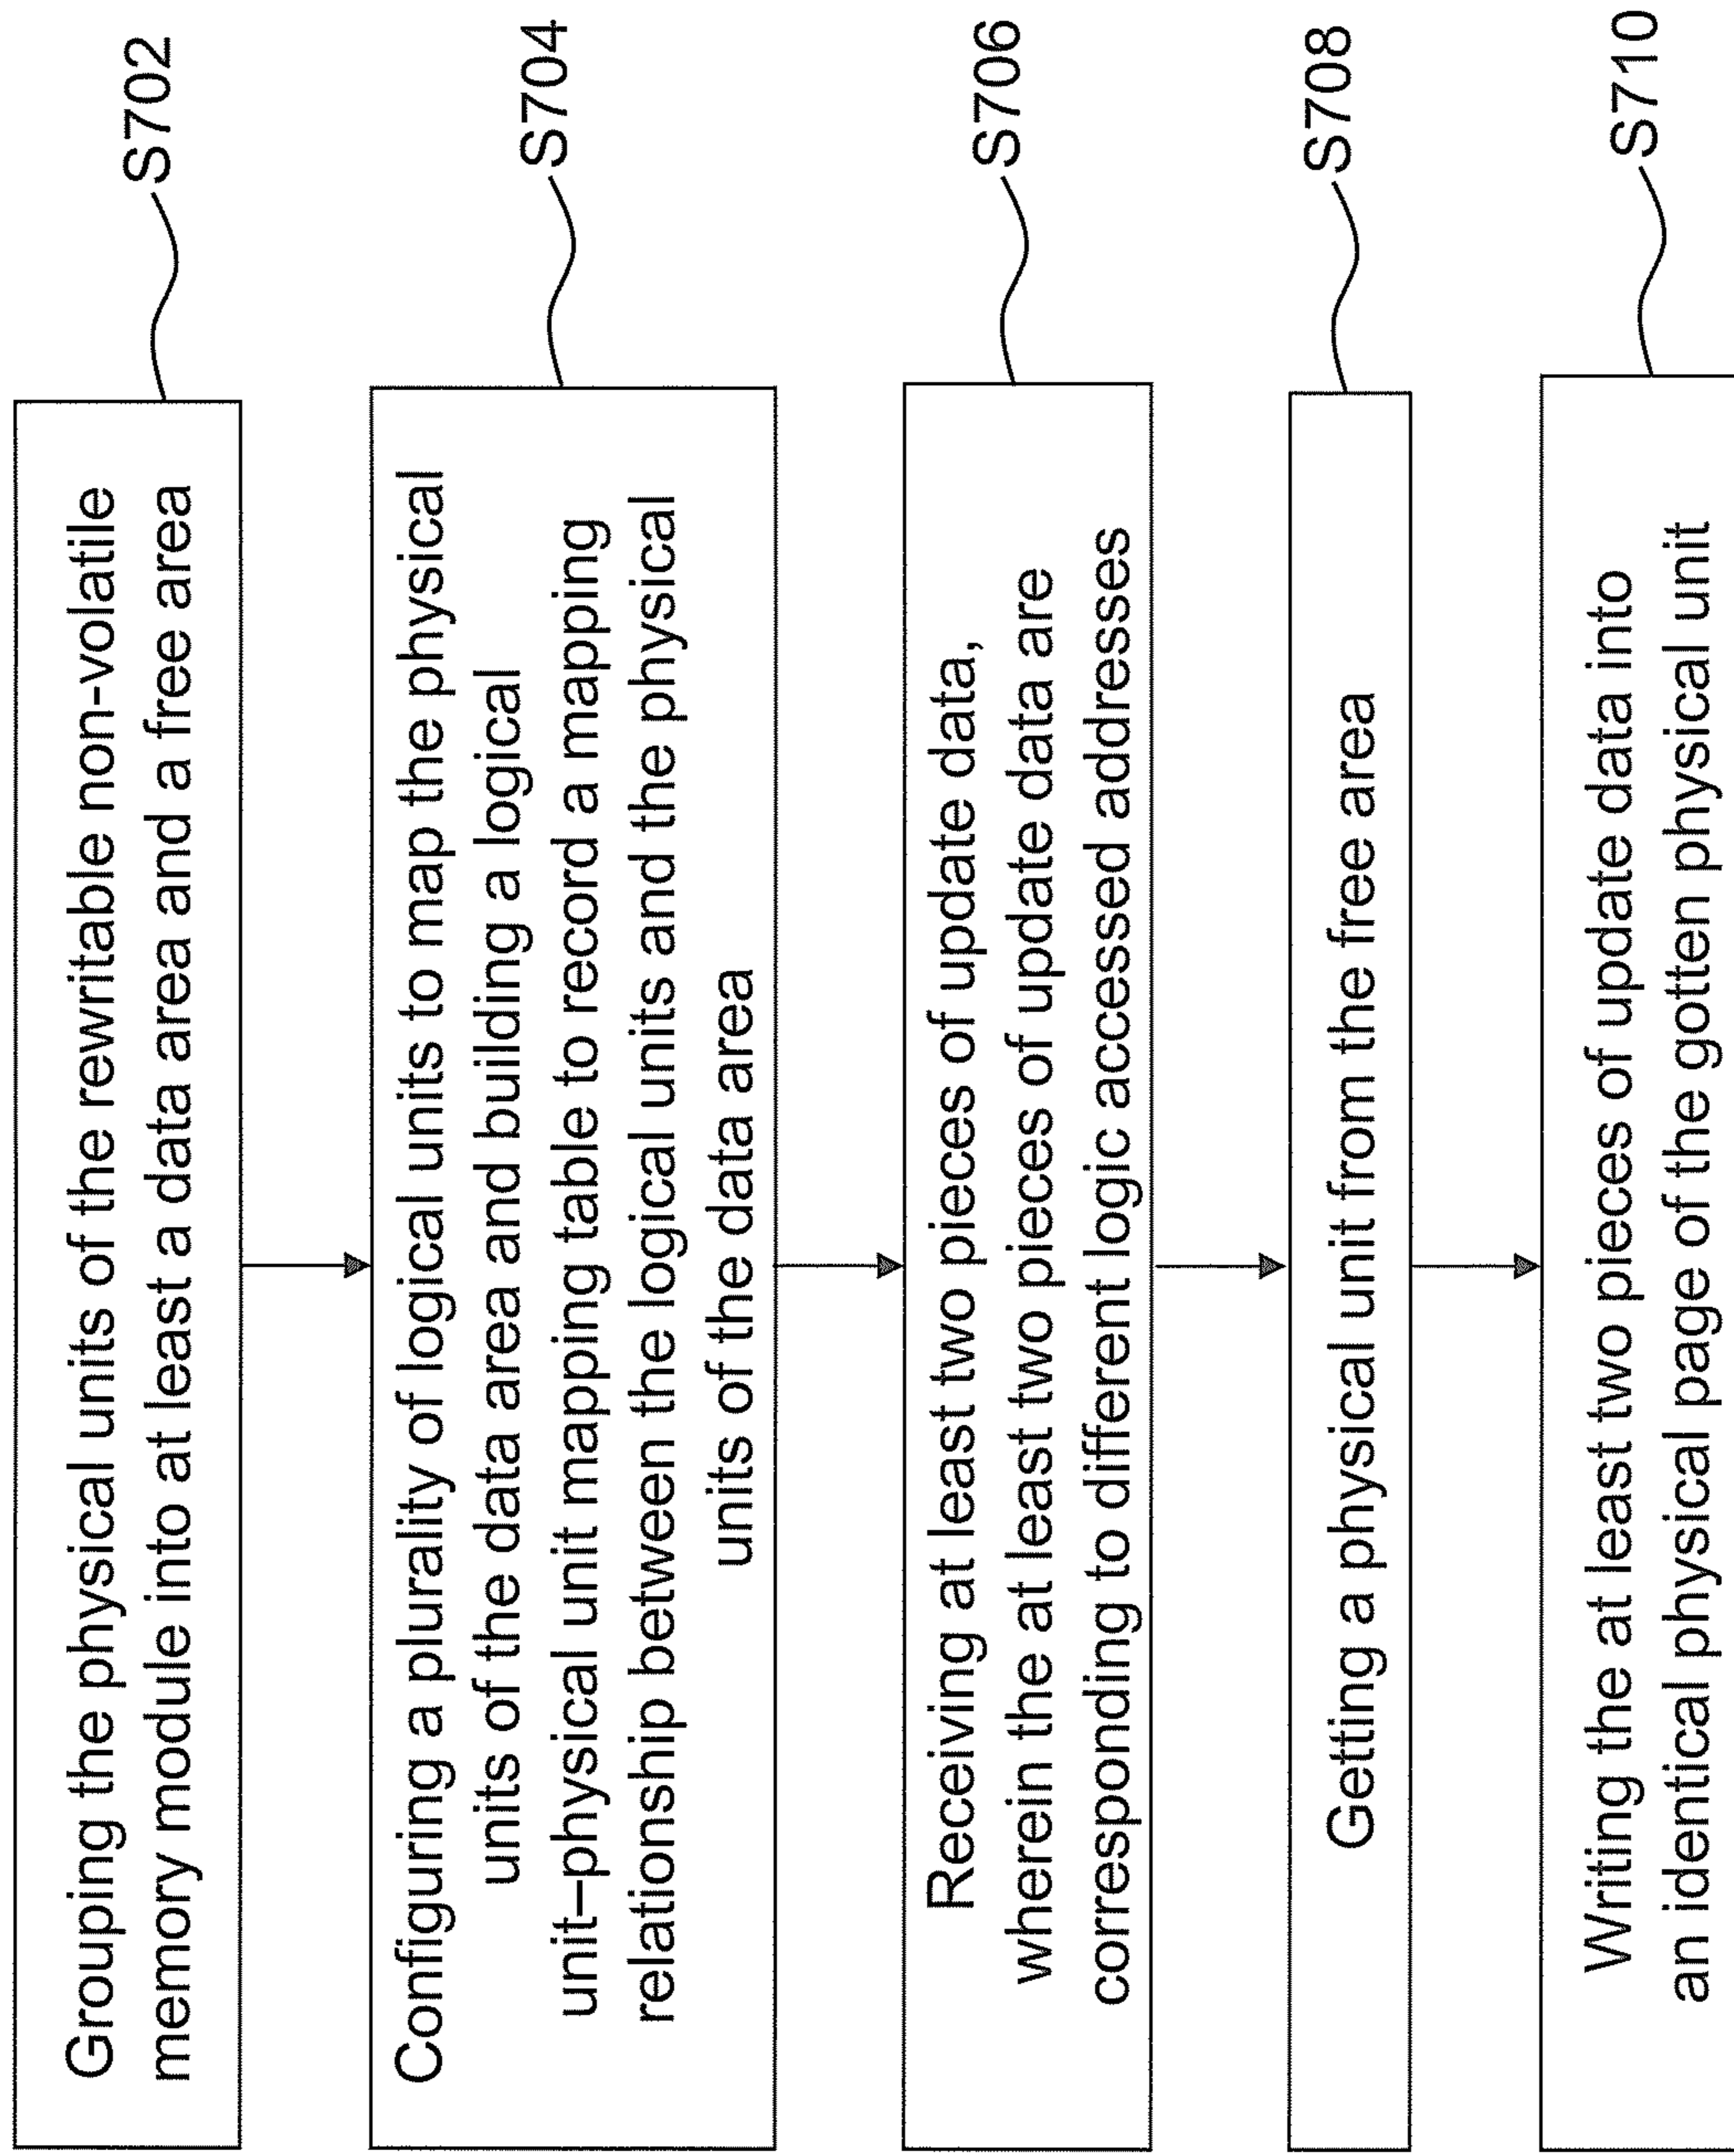 Grouping the physical units of the rewritable non-volatile
memory module into at least a data area and a free area
S702
Configuring a plurality of logical units to map the physical
units of the data area and building a logical
unit–physical unit mapping table to record a mapping
relationship between the logical units and the physical
units of the data area
S704
Receiving at least two pieces of update data,
wherein the at least two pieces of update data are
corresponding to different logic accessed addresses
S706
Getting a physical unit from the free area
S708
Writing the at least two pieces of update data into
an identical physical page of the gotten physical unit
S710